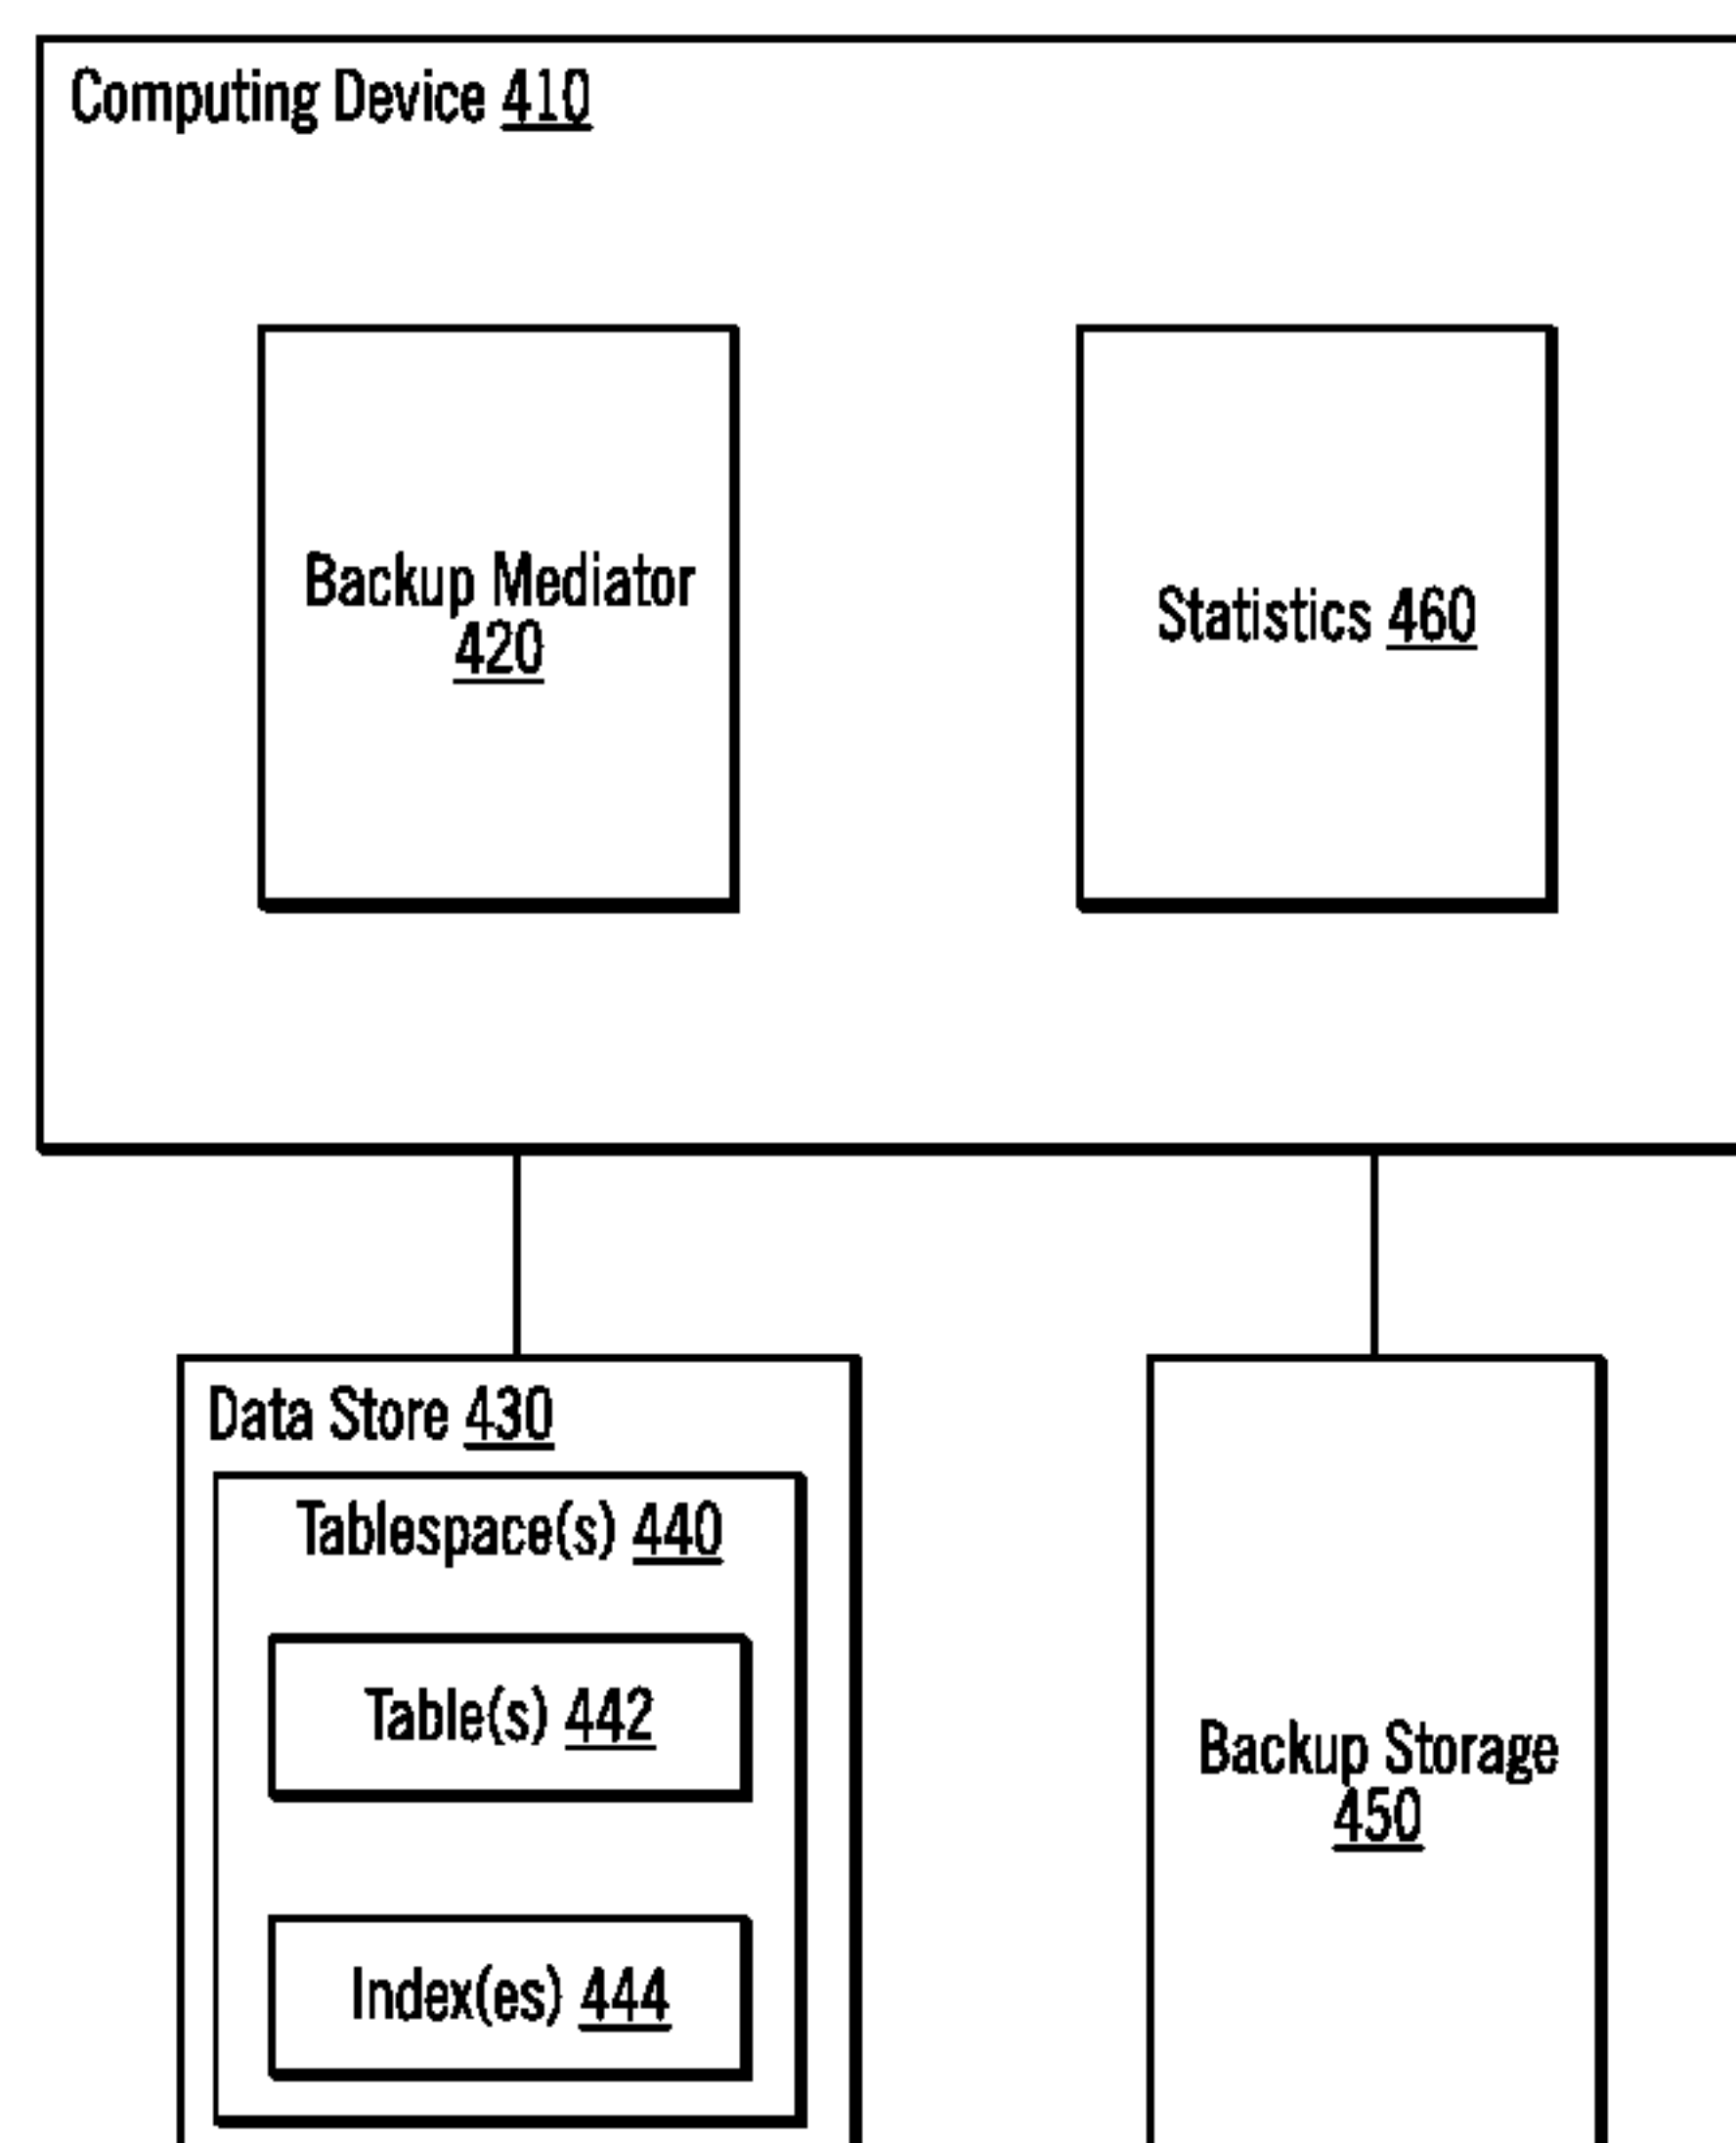 Computing Device 410
Backup Mediator
420
Statistics 460
Data Store 430
Tablespace(s) 440
Table(s) 442
Index(es) 444
Backup Storage
450